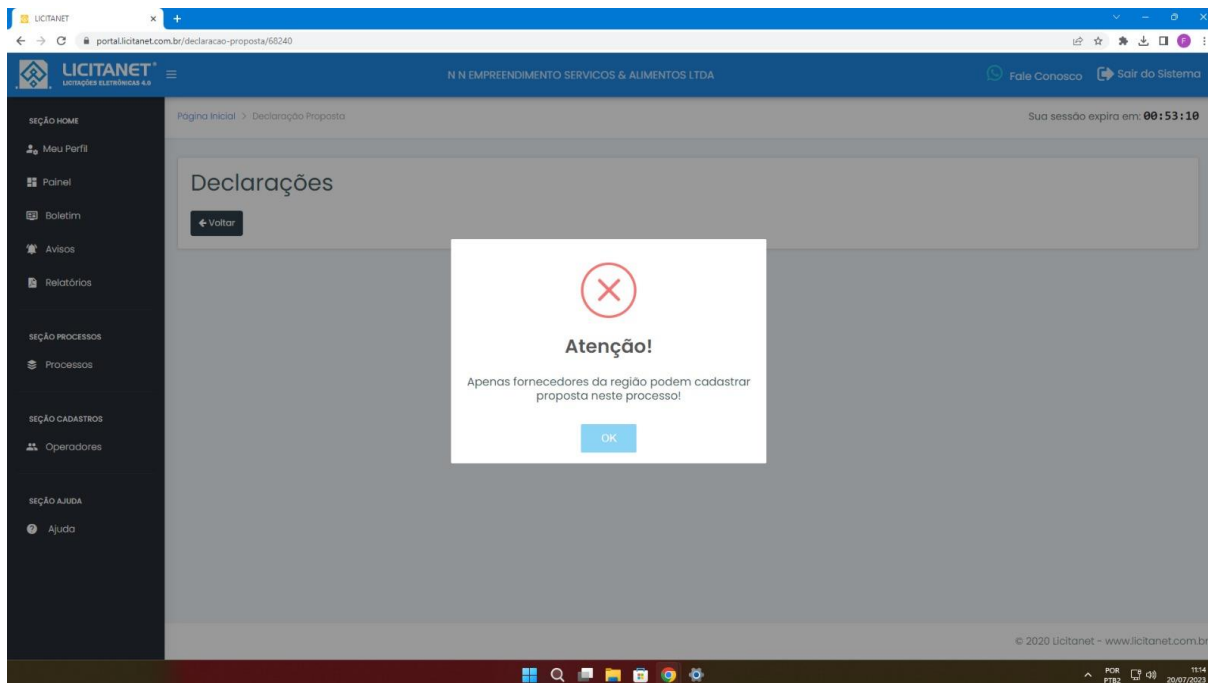 LICITANET
portal.licitanet.com.br/declaracao-proposta/68240
LICITANET
LICITAÇÕES ELETRÔNICAS 4.0
N N EMPREENDIMENTO SERVICOS & ALIMENTOS LTDA
Fale Conosco
Sair do Sistema
Página Inicial > Declaração Proposta
Sua sessão expira em: 00:53:10
SEÇÃO HOME
Meu Perfil
Painel
Boletim
Avisos
Relatórios
SEÇÃO PROCESSOS
Processos
SEÇÃO CADASTROS
Operadores
SEÇÃO AJUDA
Ajuda
Declarações
Voltar
Atenção!
Apenas fornecedores da região podem cadastrar
proposta neste processo!
OK
© 2020 Licitanet - www.licitanet.com.br
POR
PTB2
11:14
20/07/2023